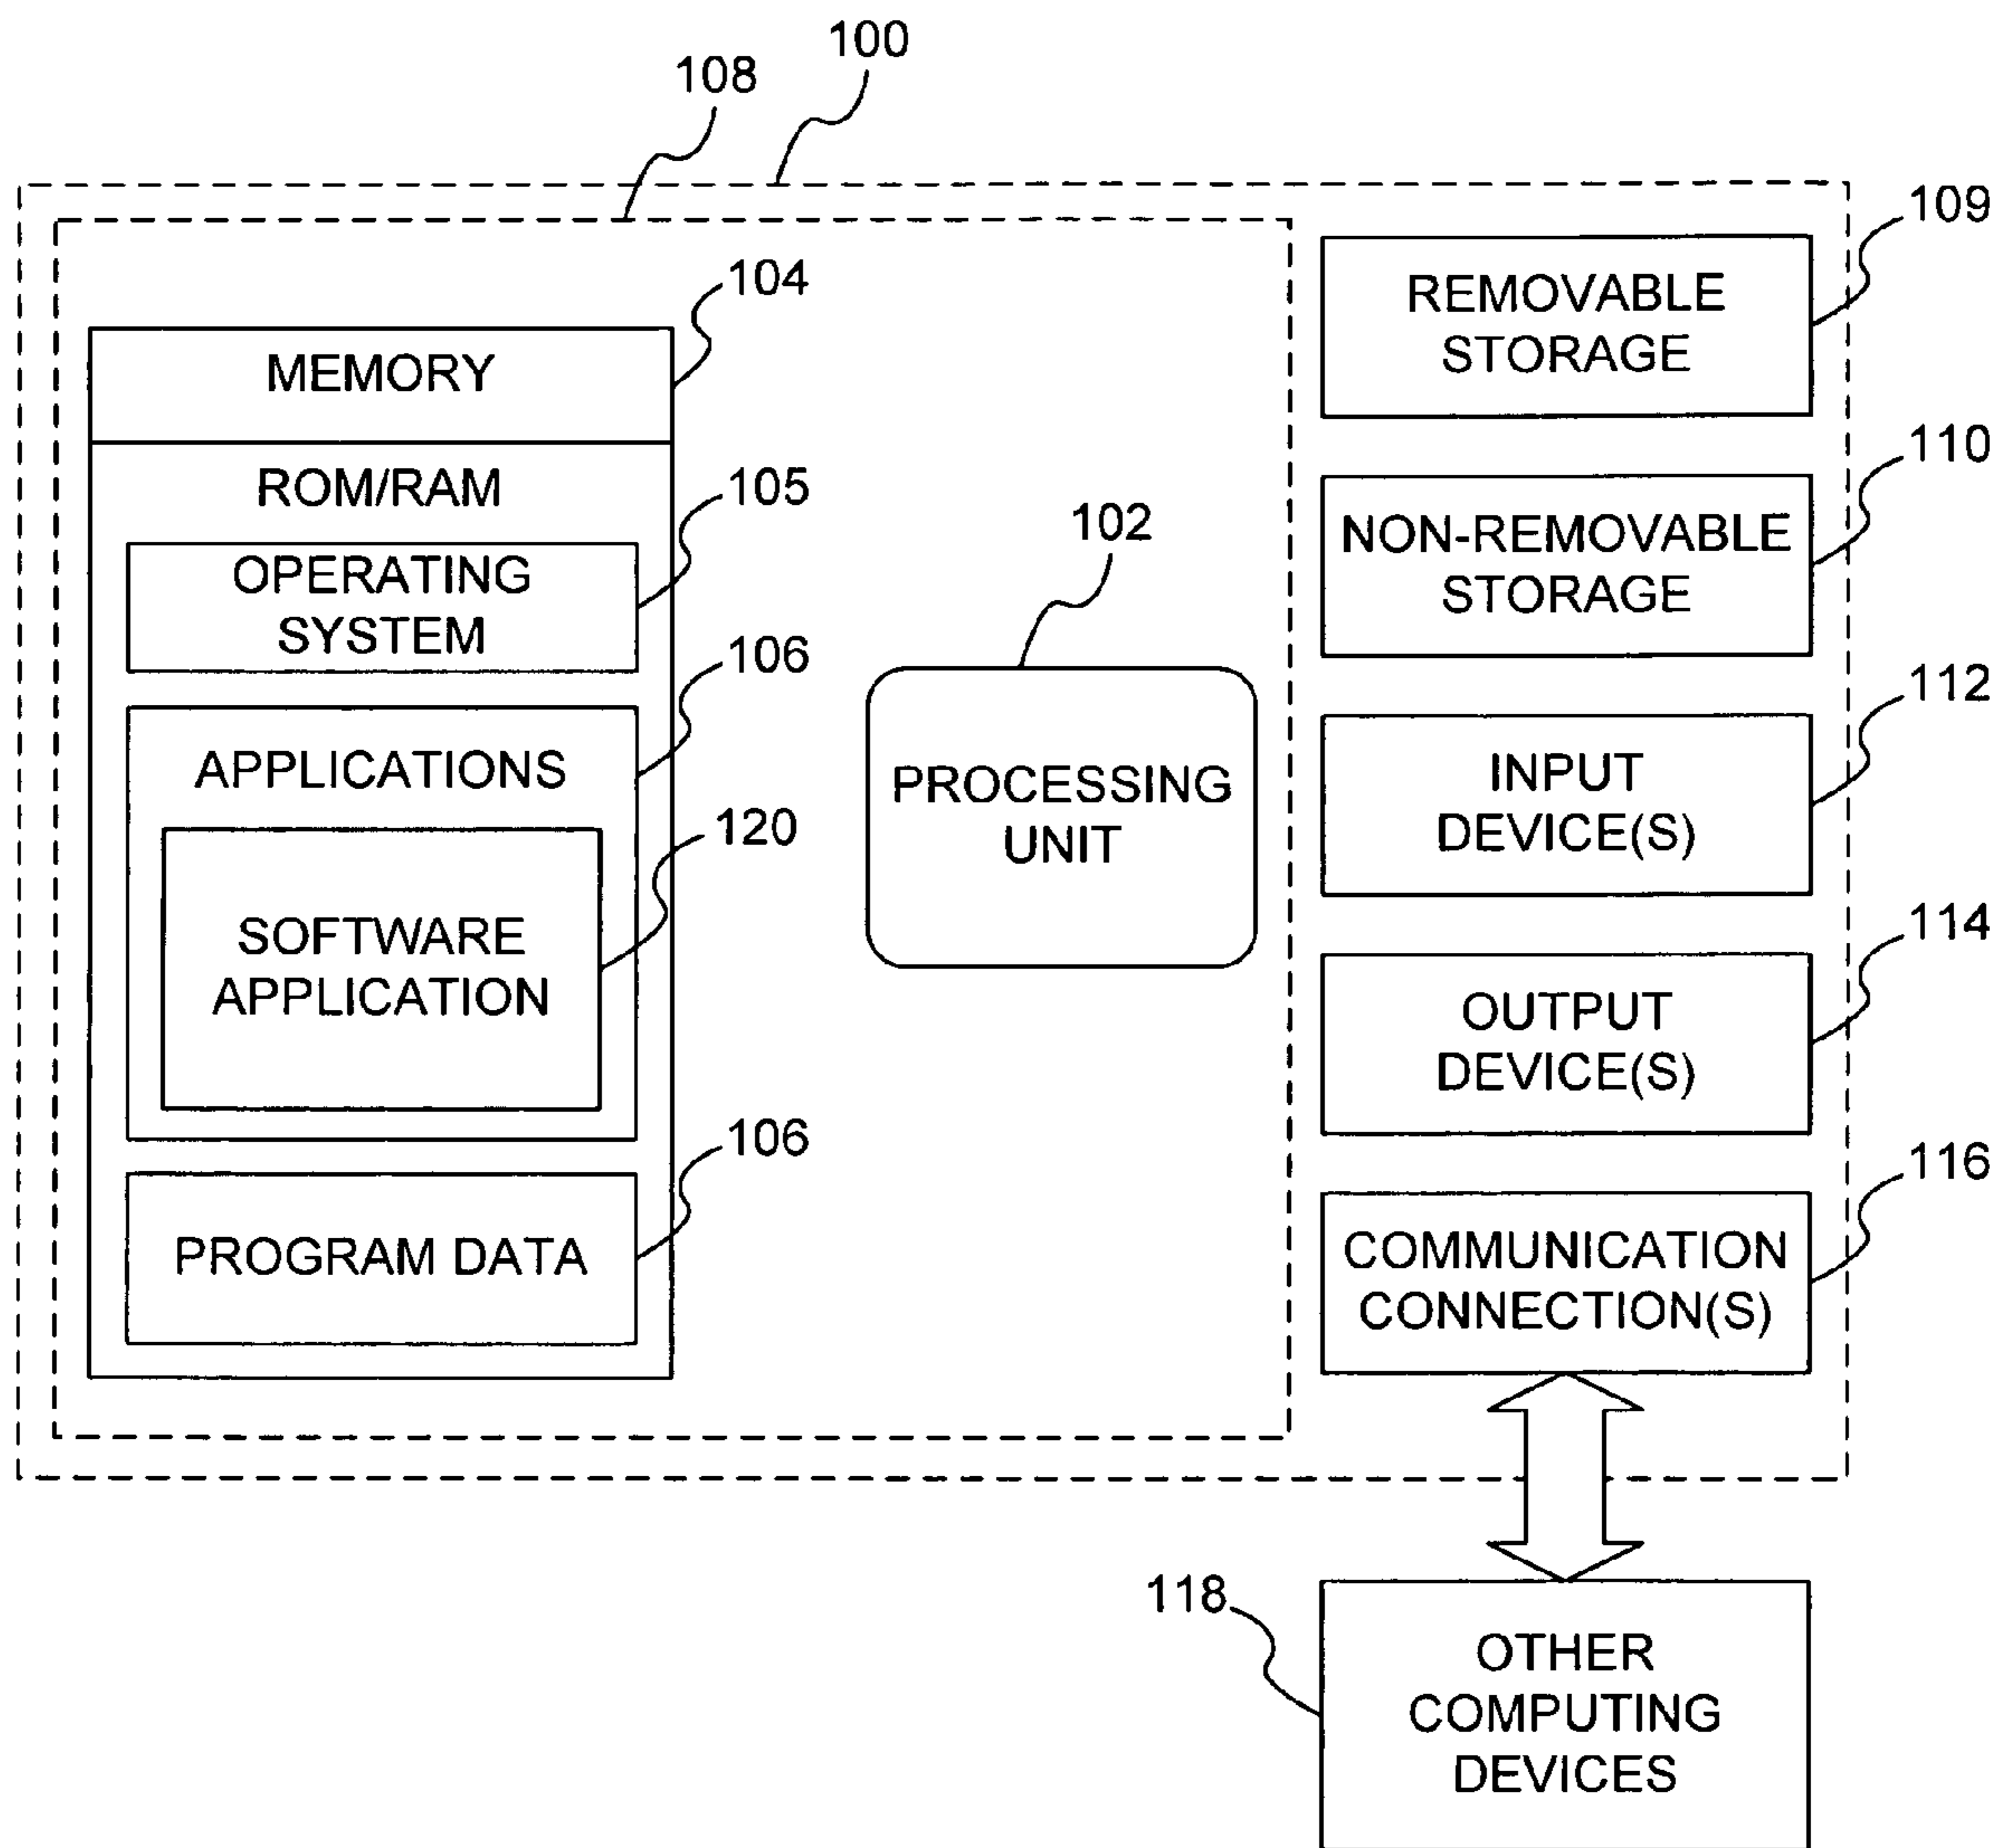 100
108
109
REMOVABLE
STORAGE
104
MEMORY
110
NON-REMOVABLE
STORAGE
ROM/RAM
105
OPERATING
SYSTEM
102
PROCESSING
UNIT
106
APPLICATIONS
112
INPUT
DEVICE(S)
120
SOFTWARE
APPLICATION
114
OUTPUT
DEVICE(S)
106
PROGRAM DATA
116
COMMUNICATION
CONNECTION(S)
118
OTHER
COMPUTING
DEVICES